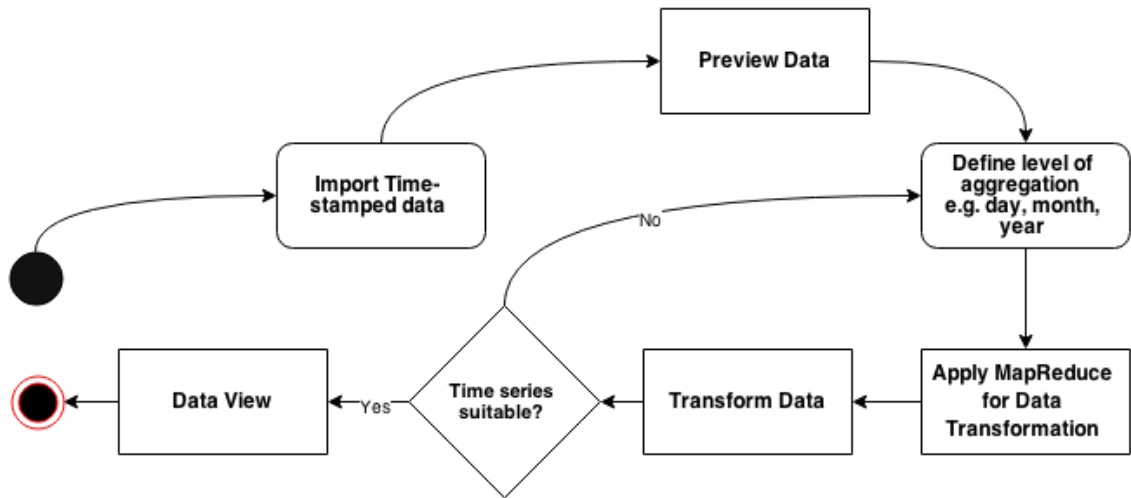 Preview Data
Import Time-
stamped data
Define level of
aggregation
e.g. day, month,
year
No
Time series
suitable?
Yes
Data View
Transform Data
Apply MapReduce
for Data
Transformation